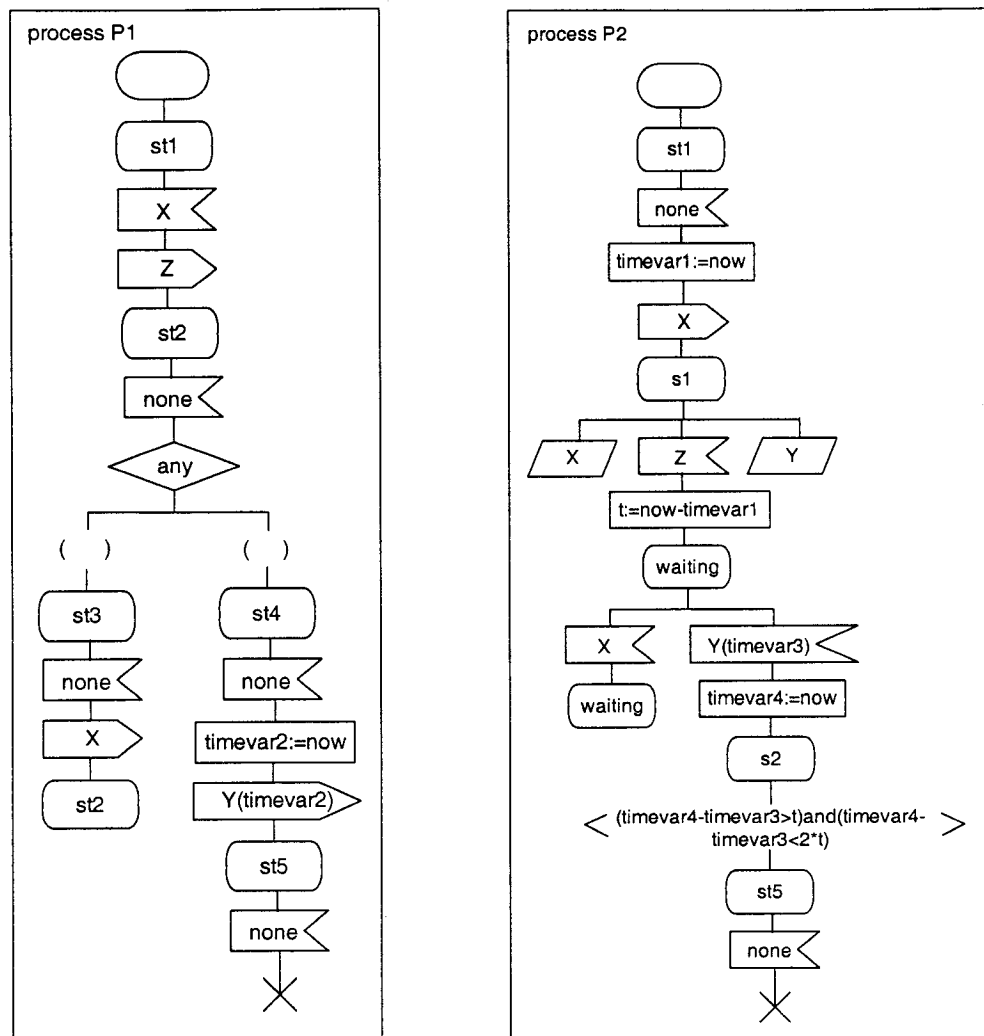 process P1
st1
X
Z
st2
none
any
( )
( )
st3
st4
none
none
X
timevar2:=now
st2
Y(timevar2)
st5
none
process P2
st1
none
timevar1:=now
X
s1
X
Z
Y
t:=now-timevar1
waiting
X
Y(timevar3)
waiting
timevar4:=now
s2
(timevar4-timevar3>t)and(timevar4-
timevar3<2*t)
st5
none